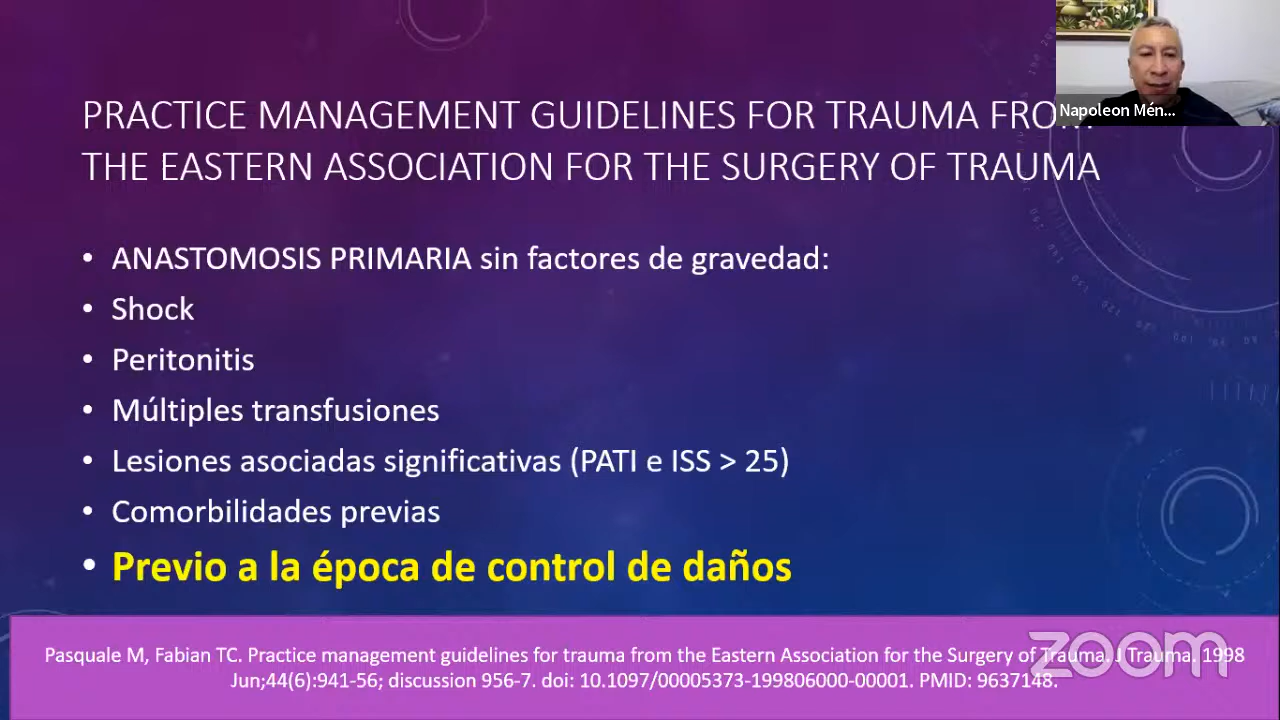 PRACTICE MANAGEMENT GUIDELINES FOR TRAUMA FROM
THE EASTERN ASSOCIATION FOR THE SURGERY OF TRAUMA
Napoleon Mén...
• ANASTOMOSIS PRIMARIA sin factores de gravedad:
• Shock
• Peritonitis
• Múltiples transfusiones
• Lesiones asociadas significativas (PATI e ISS > 25)
• Comorbilidades previas
• Previo a la época de control de daños
Pasquale M, Fabian TC. Practice management guidelines for trauma from the Eastern Association for the Surgery of Trauma. J Trauma. 1998
Jun;44(6):941-56; discussion 956-7. doi: 10.1097/00005373-199806000-00001. PMID: 9637148.
zoom